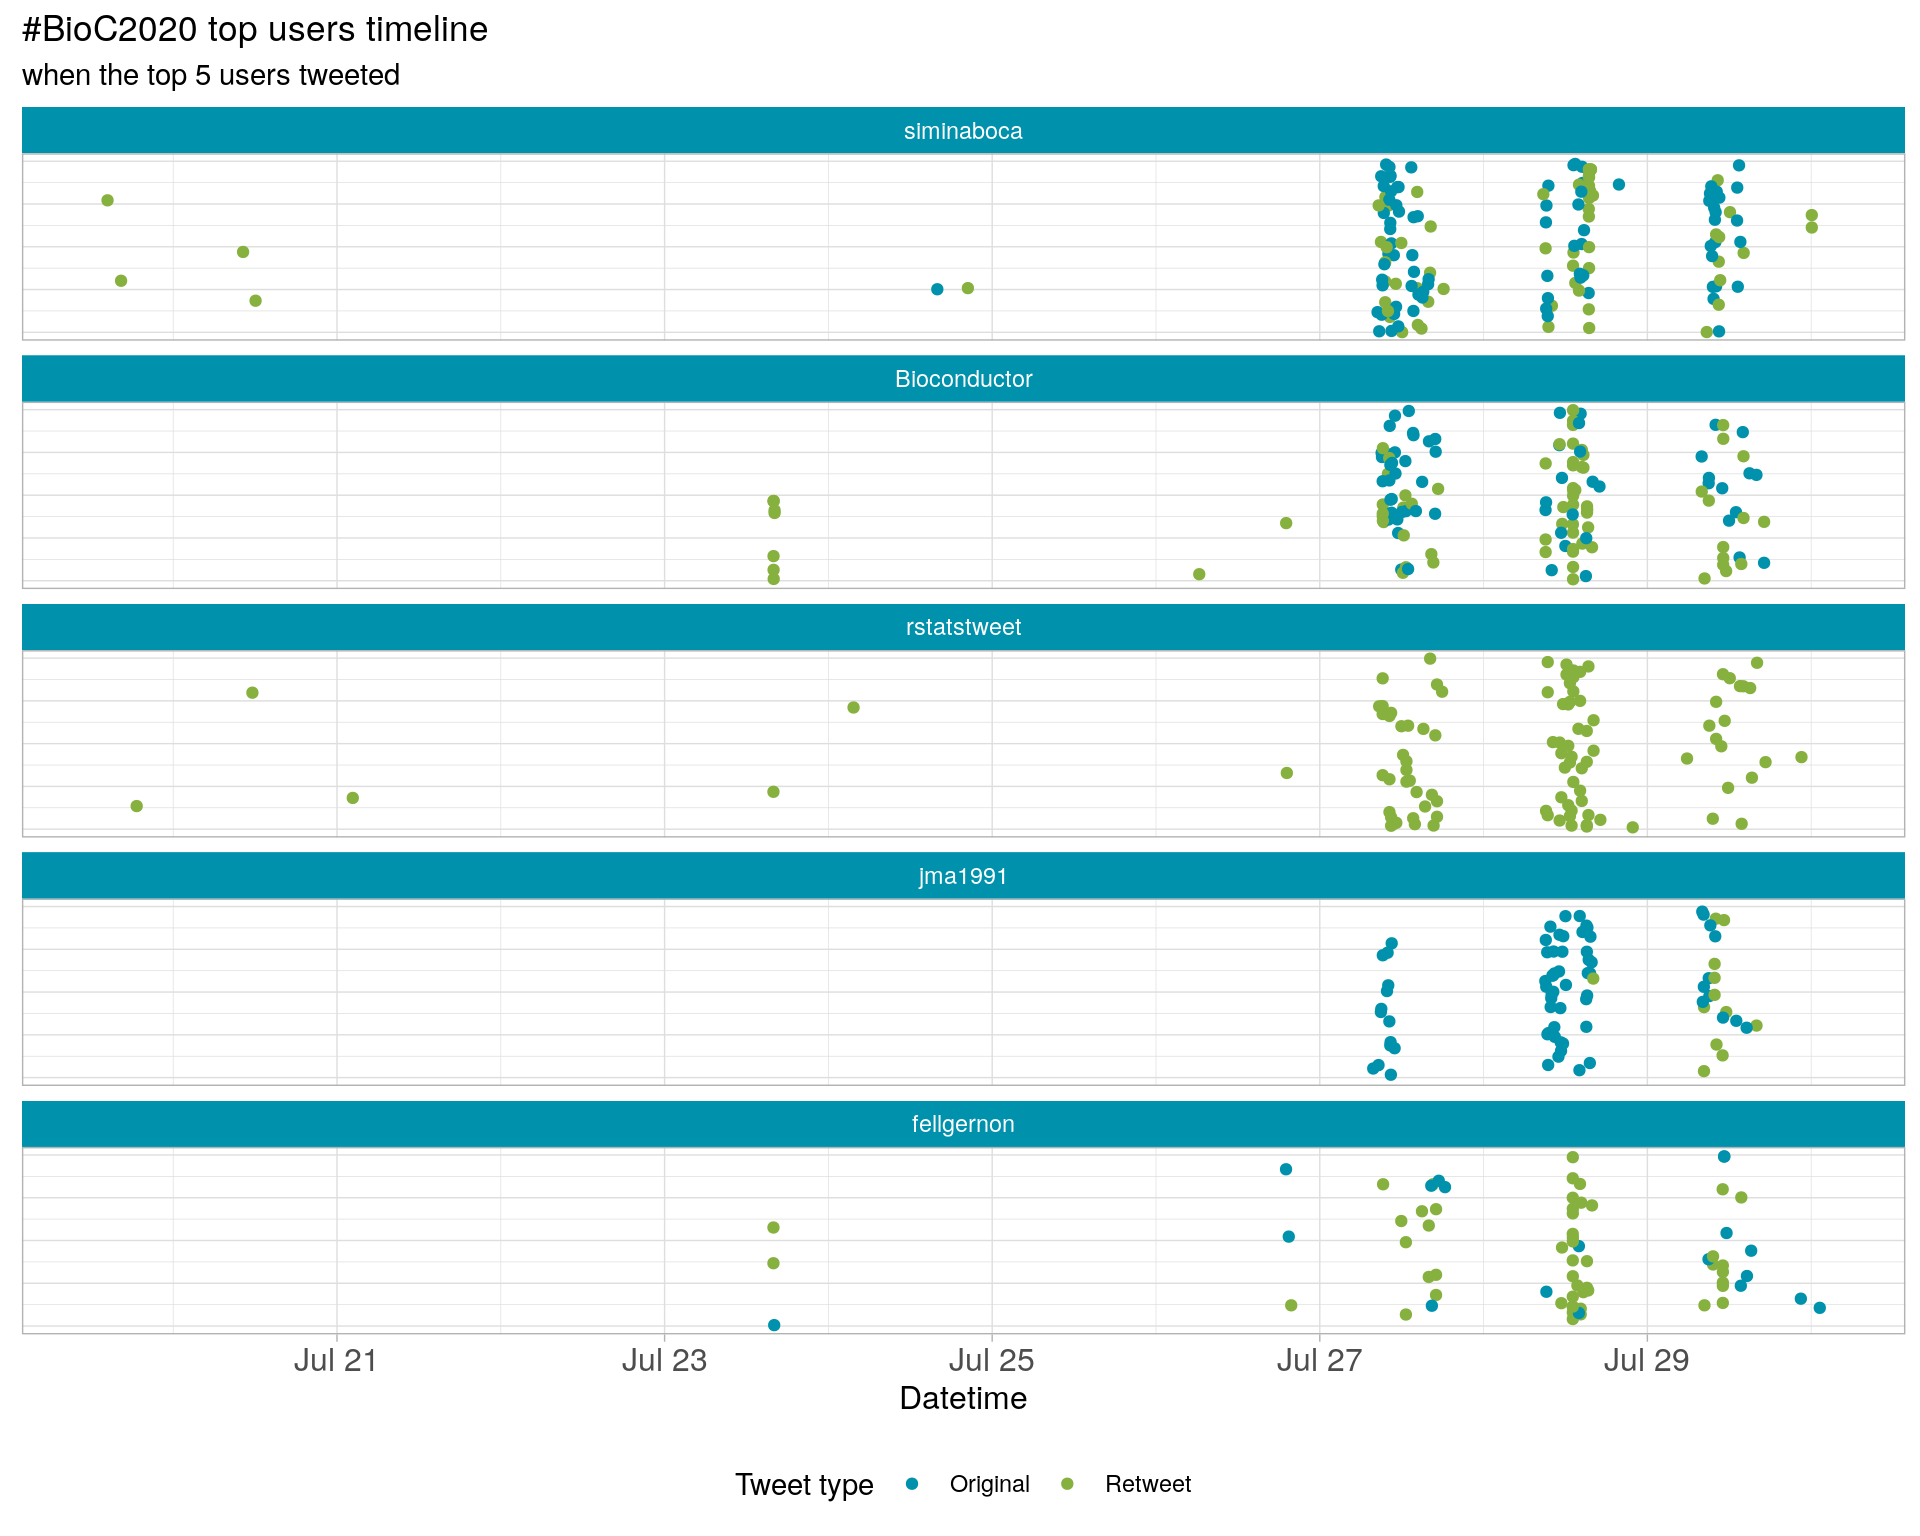 #BioC2020 top users timeline
when the top 5 users tweeted
siminaboca
Bioconductor
rstatstweet
jma1991
fellgernon
Jul 21 Jul 23 Jul 25 Jul 27 Jul 29
Datetime
Tweet type Original Retweet